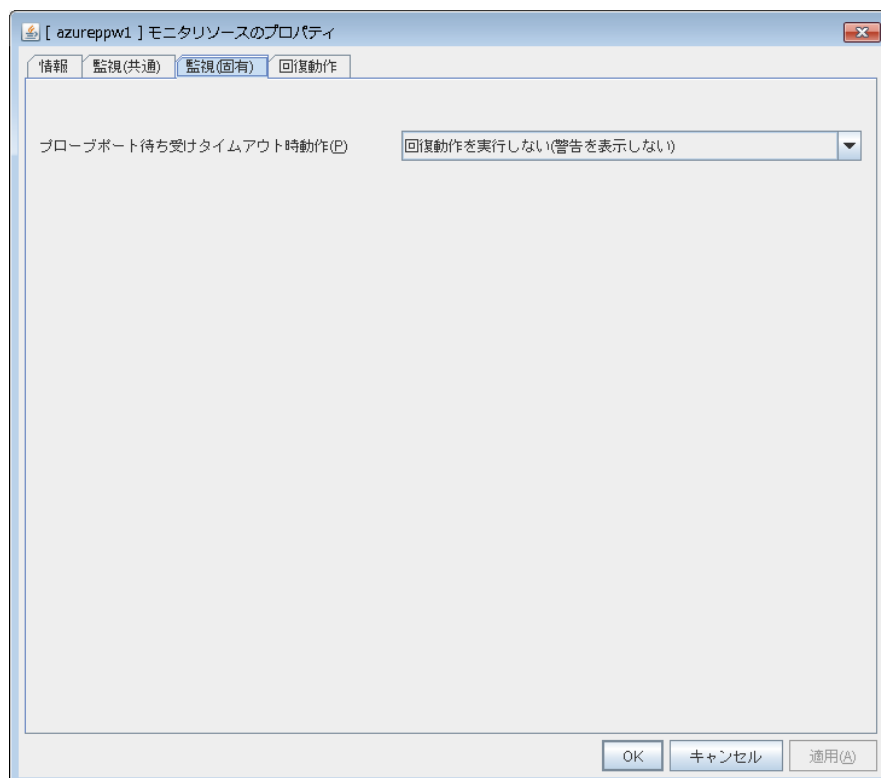 [ azureppw1 ] モニタリソースのプロパティ
情報 監視(共通) 監視(固有) 回復動作
プローブポート待ち受けタイムアウト時動作(P) 回復動作を実行しない(警告を表示しない)
OK キャンセル 適用(A)